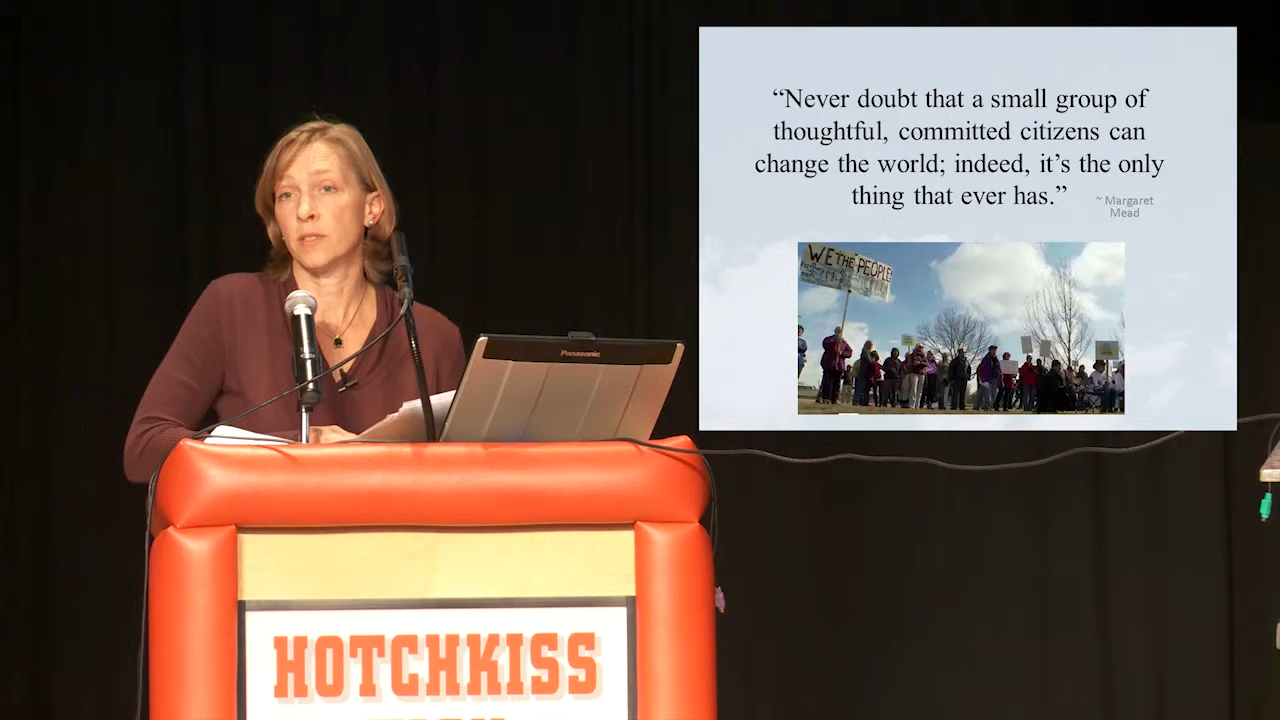 “Never doubt that a small group of
thoughtful, committed citizens can
change the world; indeed, it’s the only
thing that ever has.”
~ Margaret
Mead
WE THE PEOPLE
Panasonic
HOTCHKISS